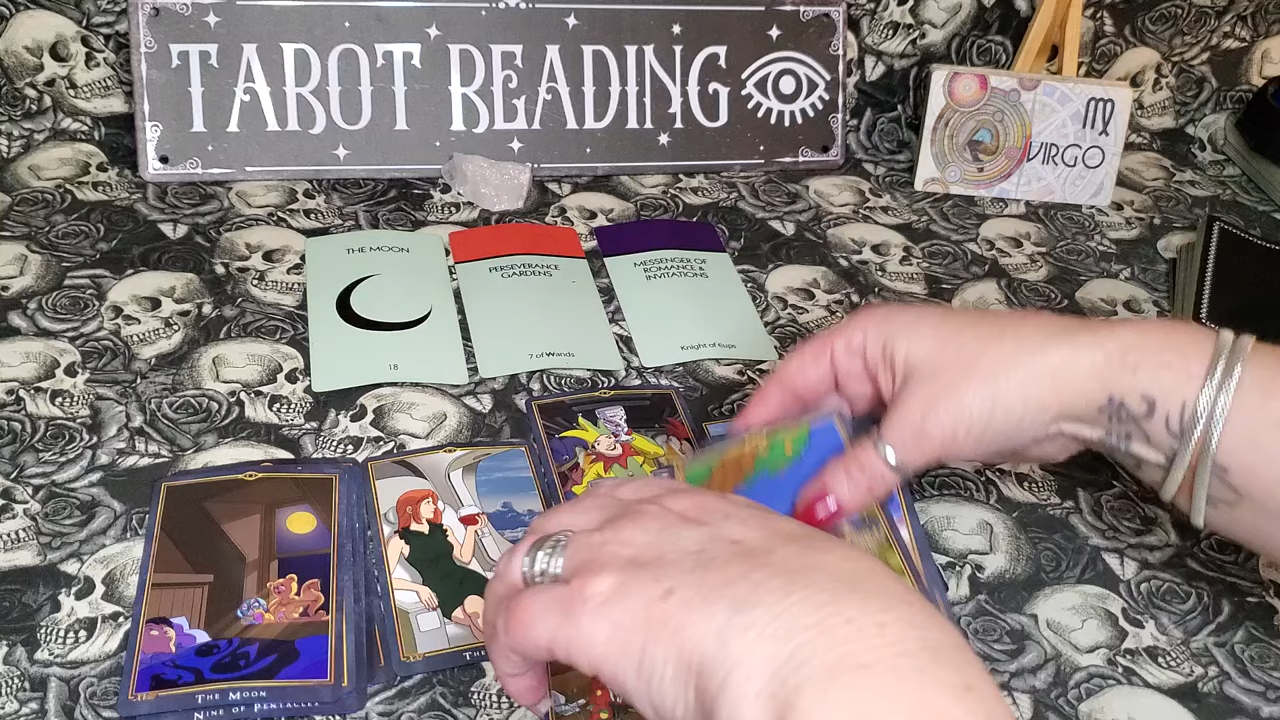 TAROT READING
♍
VIRGO
THE MOON
18
PERSEVERANCE
GARDENS
7 of Wands
MESSENGER OF
ROMANCE &
INVITATIONS
Knight of Cups
THE MOON
NINE OF PENTACLES
THE